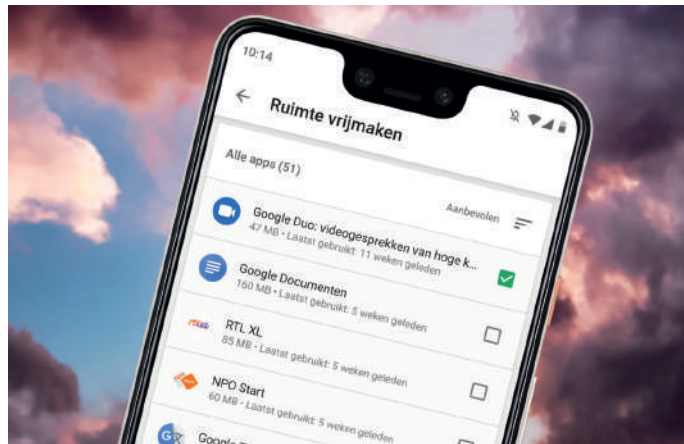 10:14
Ruimte vrijmaken
Alle apps (51)
Aanbevolen
Google Duo: videogesprekken van hoge k...
47 MB • Laatst gebruikt: 11 weken geleden
Google Documenten
160 MB • Laatst gebruikt: 5 weken geleden
RTL XL
85 MB • Laatst gebruikt: 5 weken geleden
NPO Start
60 MB • Laatst gebruikt: 5 weken geleden
Google